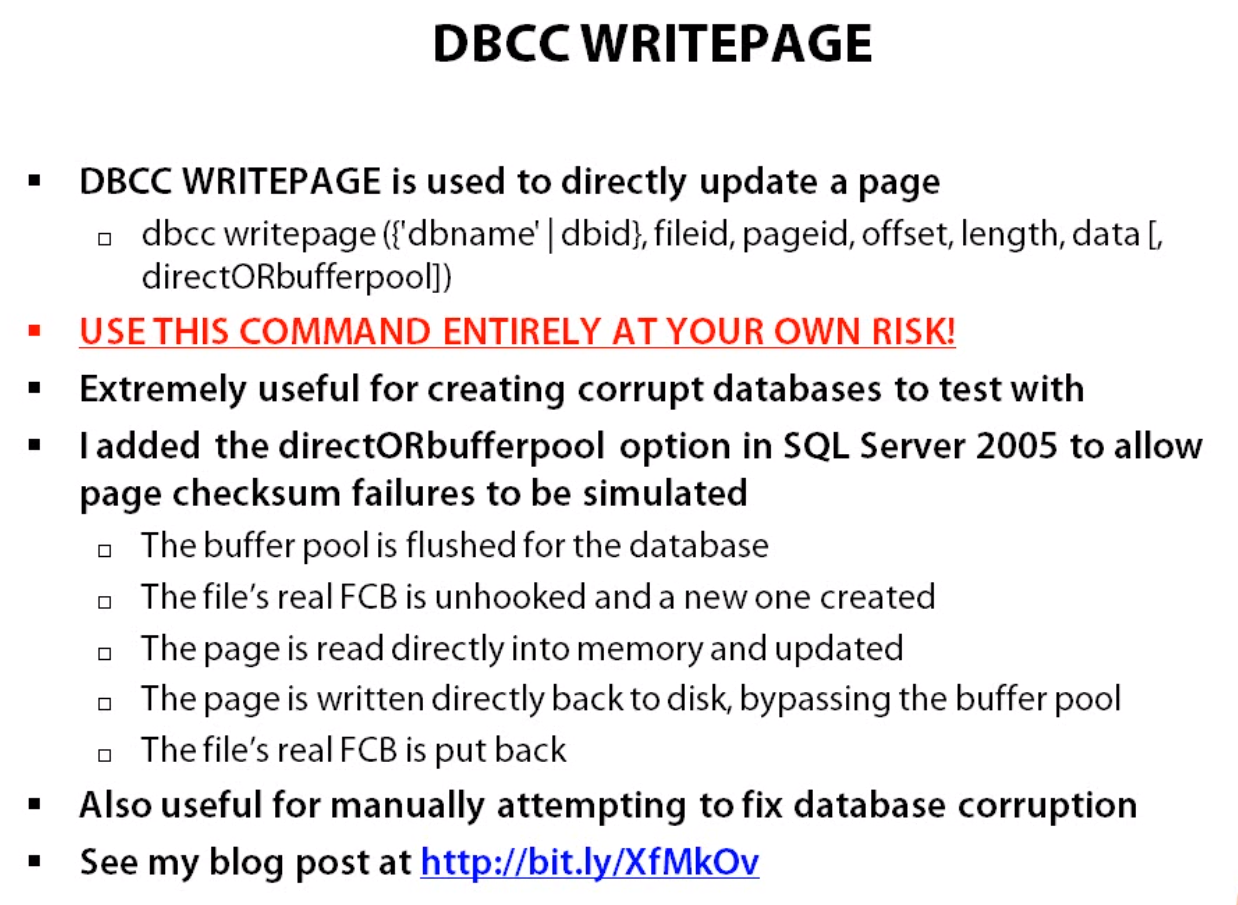 DBCC WRITEPAGE
▪ DBCC WRITEPAGE is used to directly update a page
▫ dbcc writepage ({'dbname' | dbid}, fileid, pageid, offset, length, data [,
directORbufferpool])
▪ USE THIS COMMAND ENTIRELY AT YOUR OWN RISK!
▪ Extremely useful for creating corrupt databases to test with
▪ I added the directORbufferpool option in SQL Server 2005 to allow
page checksum failures to be simulated
▫ The buffer pool is flushed for the database
▫ The file’s real FCB is unhooked and a new one created
▫ The page is read directly into memory and updated
▫ The page is written directly back to disk, bypassing the buffer pool
▫ The file’s real FCB is put back
▪ Also useful for manually attempting to fix database corruption
▪ See my blog post at http://bit.ly/XfMkOv